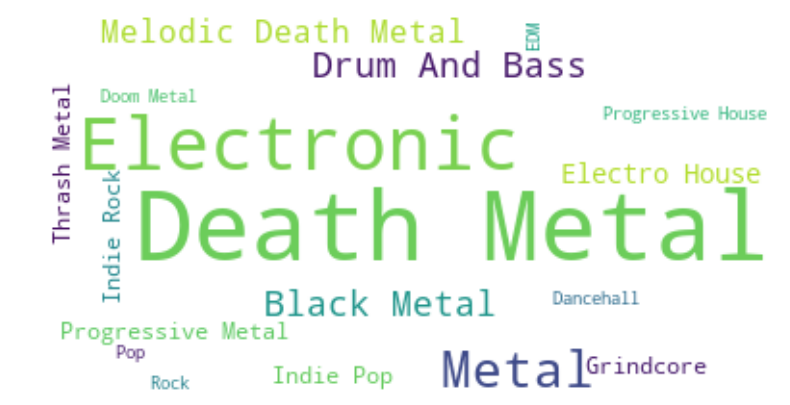 Melodic Death Metal
EDM
Drum And Bass
Doom Metal
Thrash Metal
Progressive House
Electronic
Electro House
Indie Rock
Death Metal
Black Metal
Dancehall
Progressive Metal
Pop
Metal
Grindcore
Indie Pop
Rock